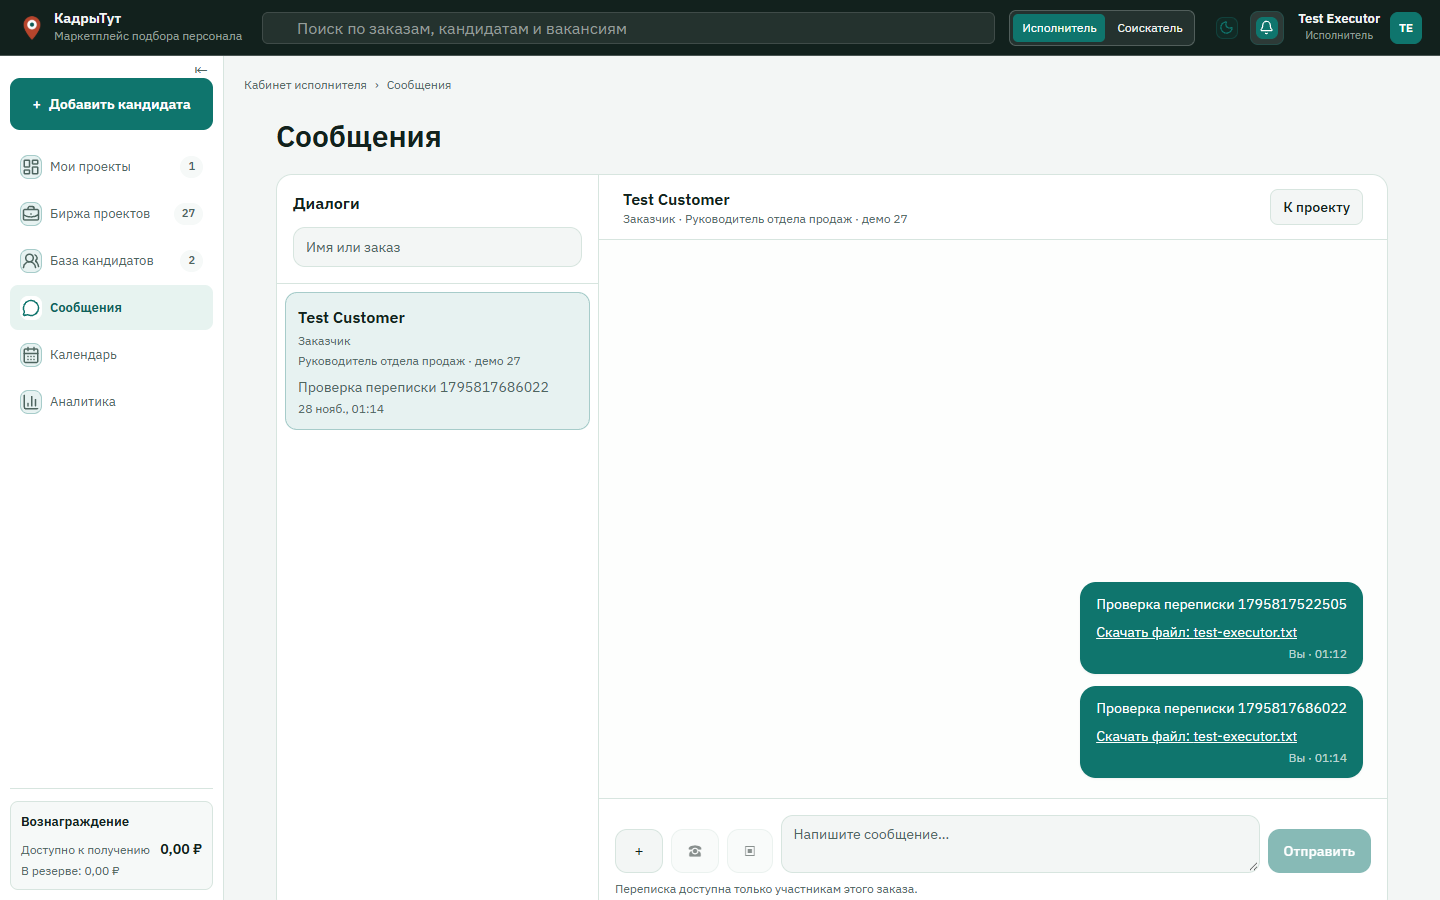 КадрыТут
Маркетплейс подбора персонала
Поиск по заказам, кандидатам и вакансиям
Исполнитель
Соискатель
Test Executor
Исполнитель
TE
+ Добавить кандидата
Мои проекты 1
Биржа проектов 27
База кандидатов 2
Сообщения
Календарь
Аналитика
Вознаграждение
Доступно к получению 0,00 ₽
В резерве: 0,00 ₽
Кабинет исполнителя › Сообщения
Сообщения
Диалоги
Имя или заказ
Test Customer
Заказчик
Руководитель отдела продаж · демо 27
Проверка переписки 1795817686022
28 нояб., 01:14
Test Customer
Заказчик · Руководитель отдела продаж · демо 27
К проекту
Проверка переписки 1795817522505
Скачать файл: test-executor.txt
Вы · 01:12
Проверка переписки 1795817686022
Скачать файл: test-executor.txt
Вы · 01:14
+
Напишите сообщение...
Отправить
Переписка доступна только участникам этого заказа.